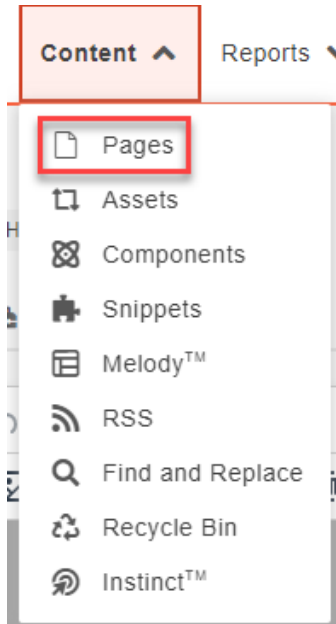 Content Reports
Pages
Assets
Components
Snippets
Melody™
RSS
Find and Replace
Recycle Bin
Instinct™